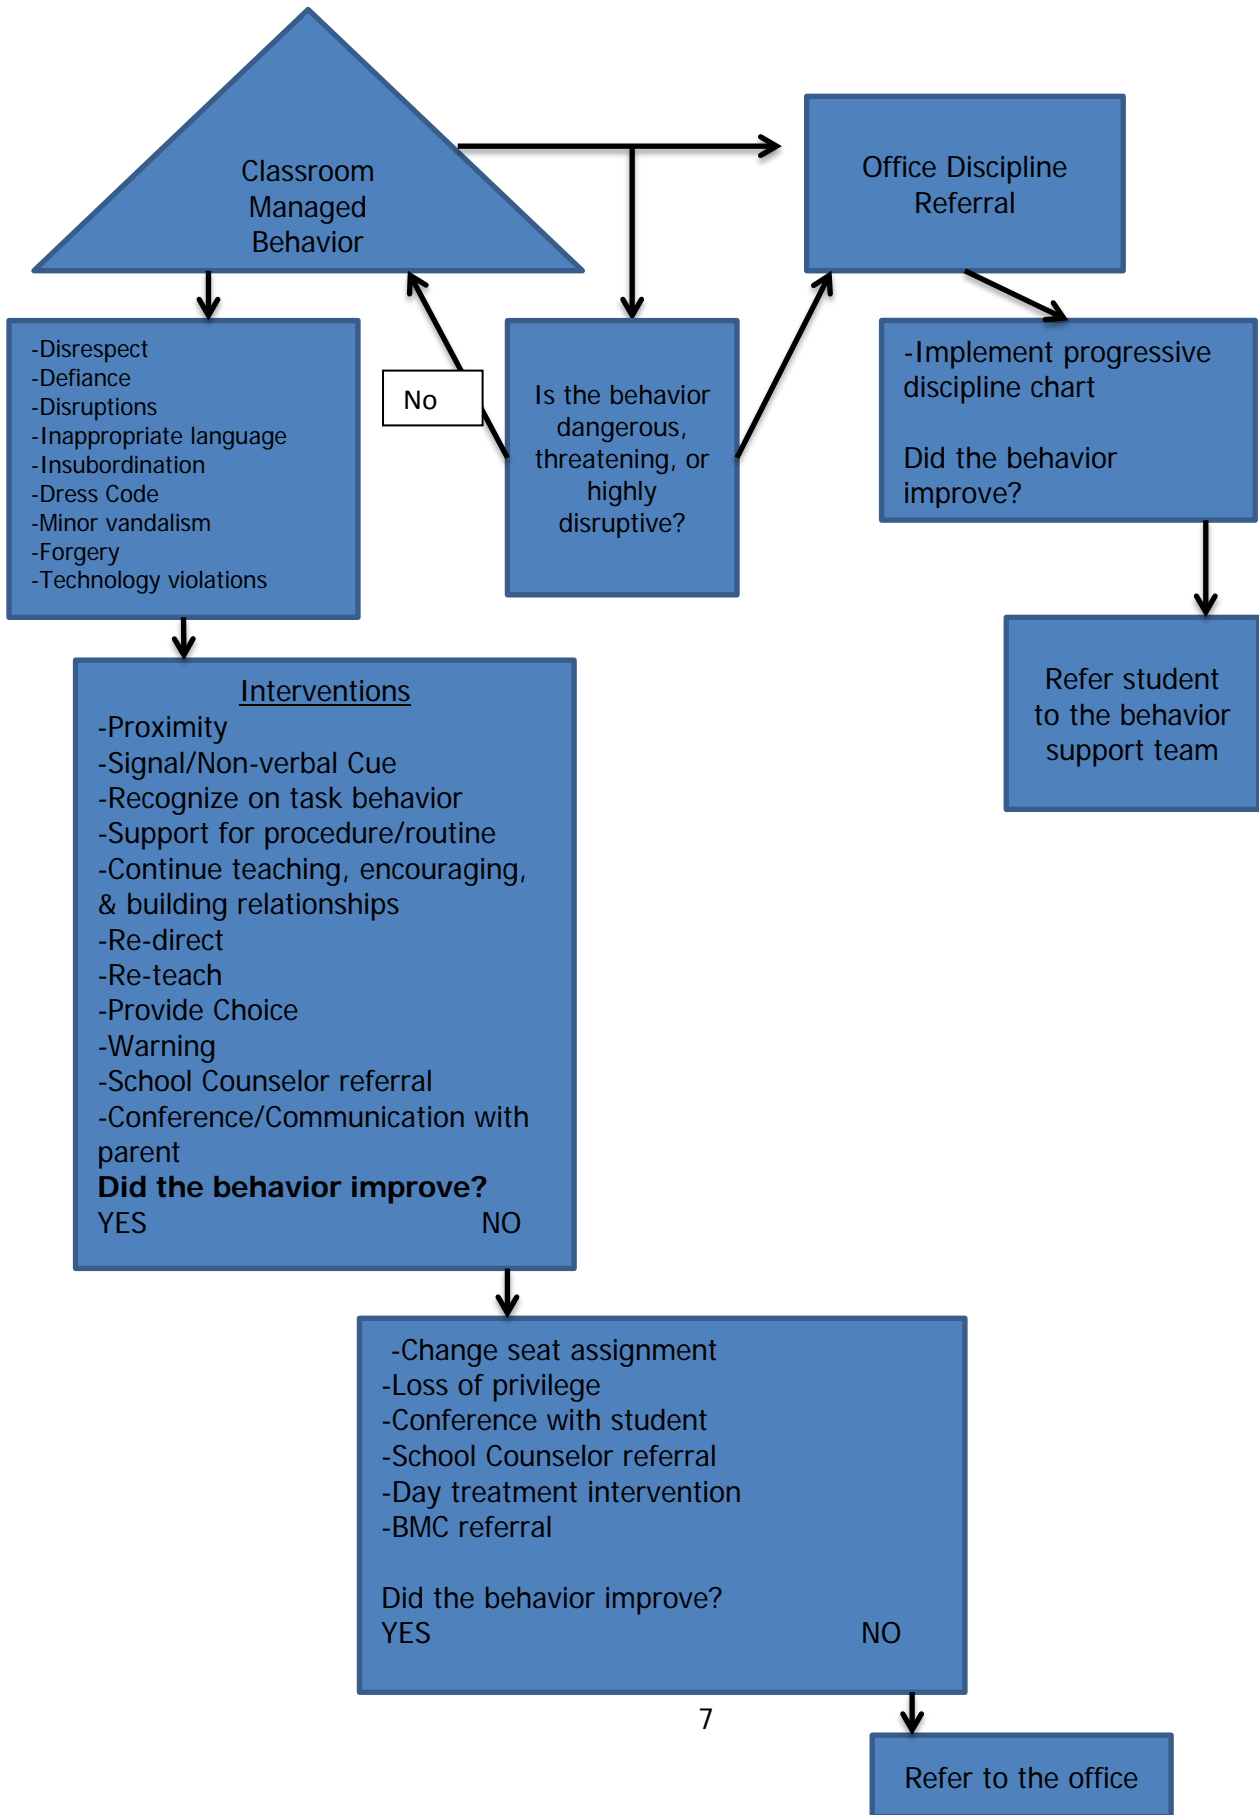 Classroom
Managed
Behavior
Office Discipline
Referral
-Disrespect
-Defiance
-Disruptions
-Inappropriate language
-Insubordination
-Dress Code
-Minor vandalism
-Forgery
-Technology violations
No
Is the behavior
dangerous,
threatening, or
highly
disruptive?
-Implement progressive
discipline chart
Did the behavior
improve?
Refer student
to the behavior
support team
Interventions
-Proximity
-Signal/Non-verbal Cue
-Recognize on task behavior
-Support for procedure/routine
-Continue teaching, encouraging,
& building relationships
-Re-direct
-Re-teach
-Provide Choice
-Warning
-School Counselor referral
-Conference/Communication with
parent
Did the behavior improve?
YES NO
-Change seat assignment
-Loss of privilege
-Conference with student
-School Counselor referral
-Day treatment intervention
-BMC referral
Did the behavior improve?
YES NO
7
Refer to the office